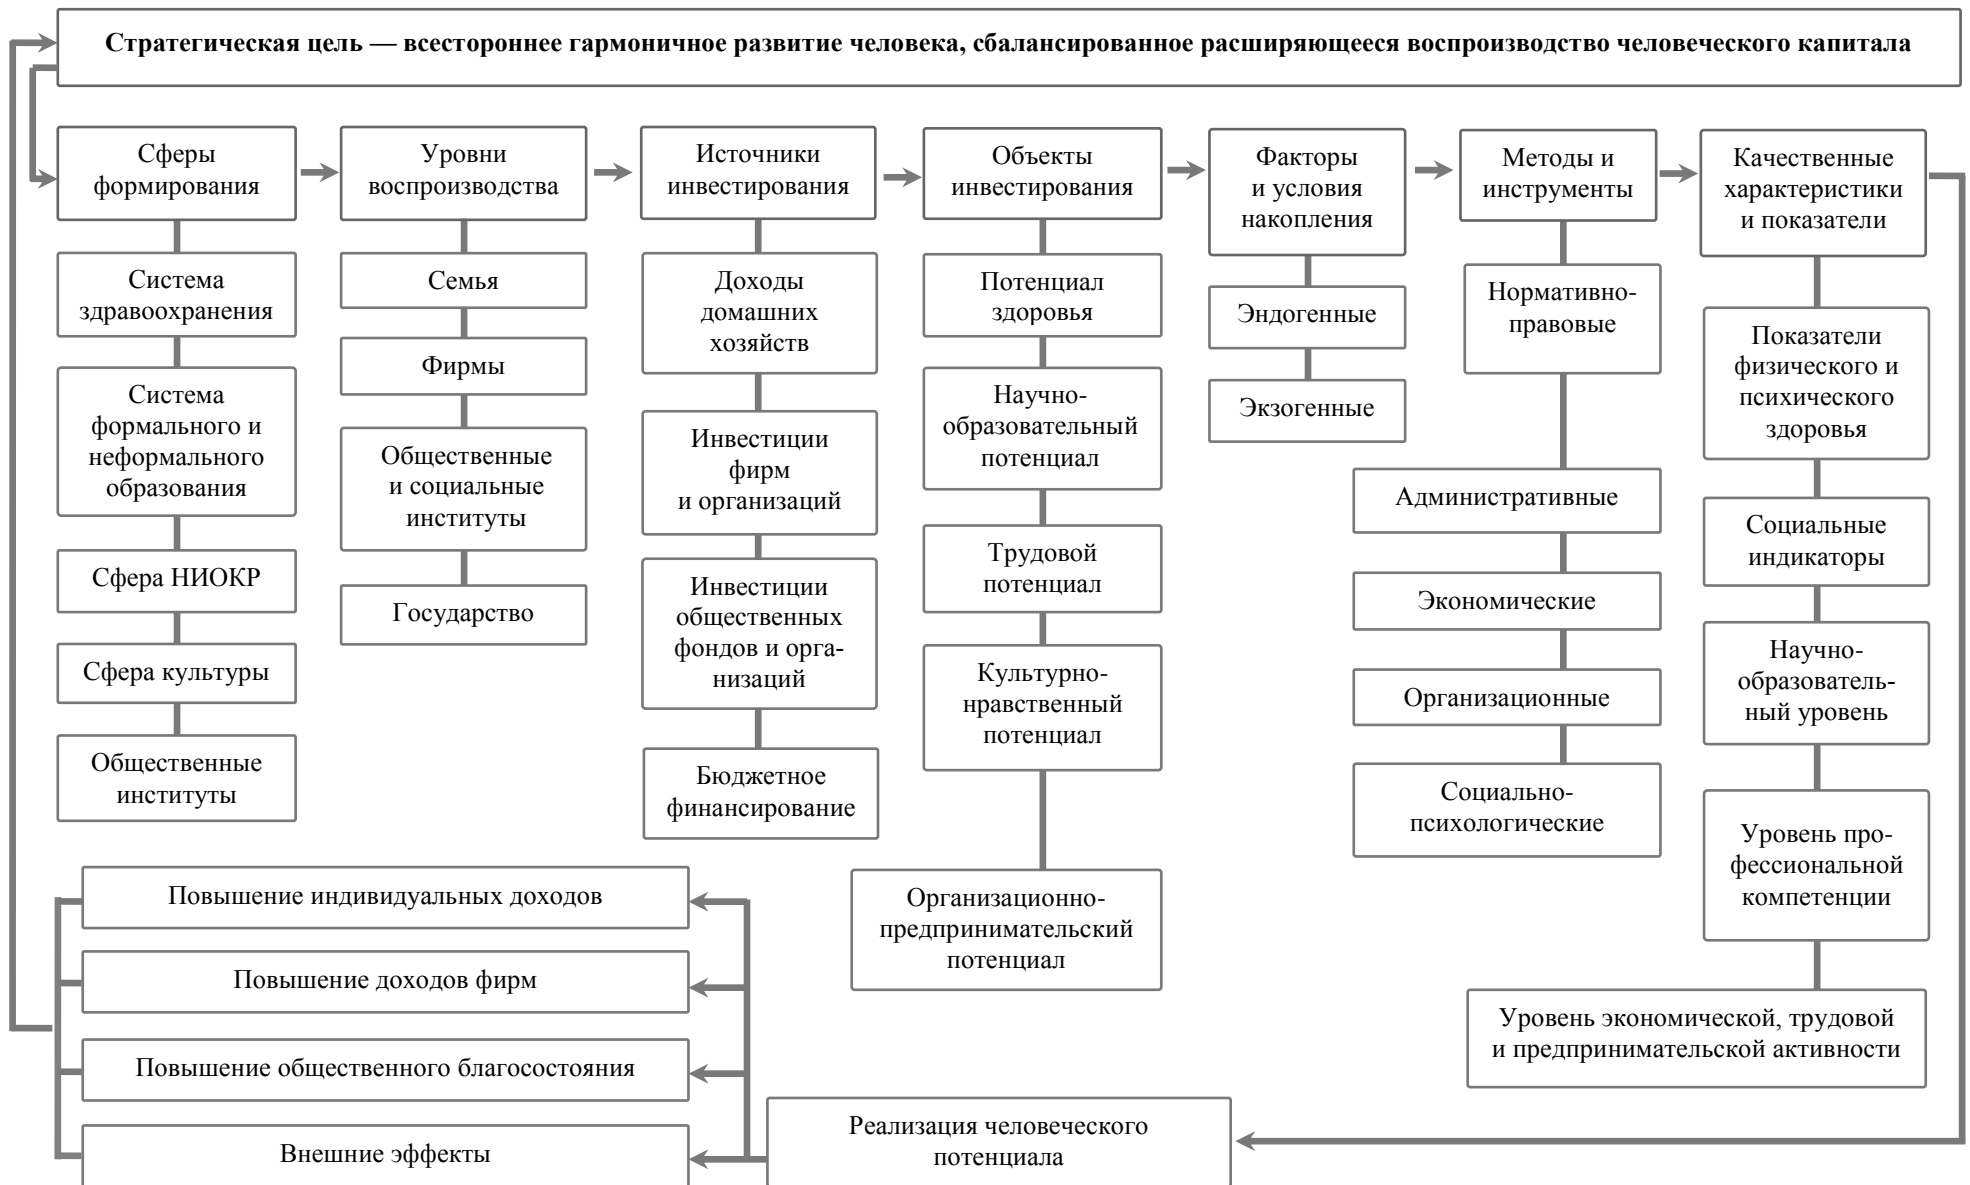 Стратегическая цель — всестороннее гармоничное развитие человека, сбалансированное расширяющееся воспроизводство человеческого капитала
Сферы
формирования
Система
здравоохранения
Система
формального и
неформального
образования
Сфера НИОКР
Сфера культуры
Общественные
институты
Уровни
воспроизводства
Семья
Фирмы
Общественные
и социальные
институты
Государство
Источники
инвестирования
Доходы
домашних
хозяйств
Инвестиции
фирм
и организаций
Инвестиции
общественных
фондов и орга-
низаций
Бюджетное
финансирование
Объекты
инвестирования
Потенциал
здоровья
Научно-
образовательный
потенциал
Трудовой
потенциал
Культурно-
нравственный
потенциал
Организационно-
предпринимательский
потенциал
Факторы
и условия
накопления
Эндогенные
Экзогенные
Методы и
инструменты
Нормативно-
правовые
Административные
Экономические
Организационные
Социально-
психологические
Качественные
характеристики
и показатели
Показатели
физического и
психического
здоровья
Социальные
индикаторы
Научно-
образователь-
ный уровень
Уровень про-
фессиональной
компетенции
Уровень экономической, трудовой
и предпринимательской активности
Реализация человеческого
потенциала
Повышение индивидуальных доходов
Повышение доходов фирм
Повышение общественного благосостояния
Внешние эффекты